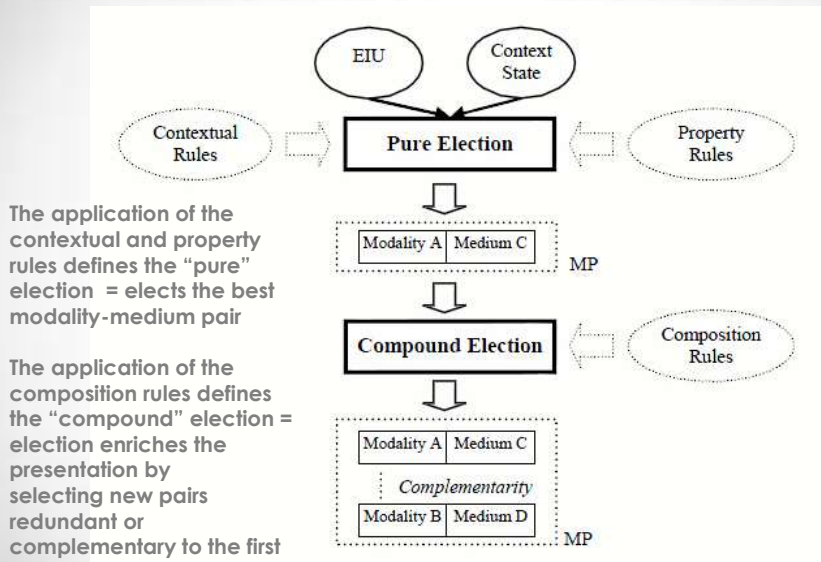 EIU
Context
State
Contextual
Rules
Pure Election
Property
Rules
The application of the
contextual and property
rules defines the “pure”
election = elects the best
modality-medium pair
Modality A Medium C
MP
Compound Election
Composition
Rules
The application of the
composition rules defines
the “compound” election =
election enriches the
presentation by
selecting new pairs
redundant or
complementary to the first
Modality A Medium C
Complementarity
Modality B Medium D
MP